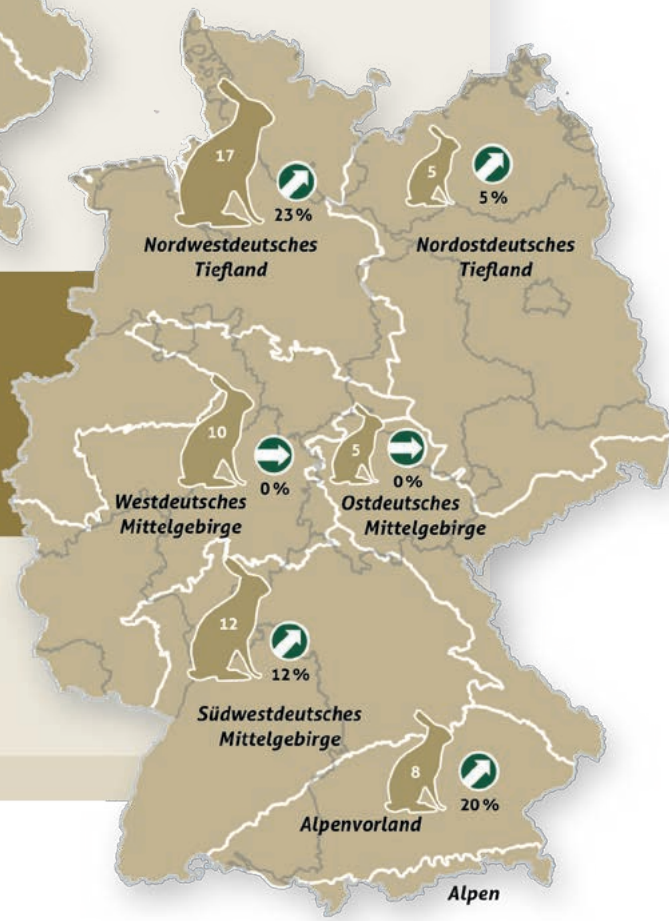 17
23 %
Nordwestdeutsches
Tiefland
5
5 %
Nordostdeutsches
Tiefland
10
0 %
Westdeutsches
Mittelgebirge
5
0 %
Ostdeutsches
Mittelgebirge
12
12 %
Südwestdeutsches
Mittelgebirge
8
20 %
Alpenvorland
Alpen